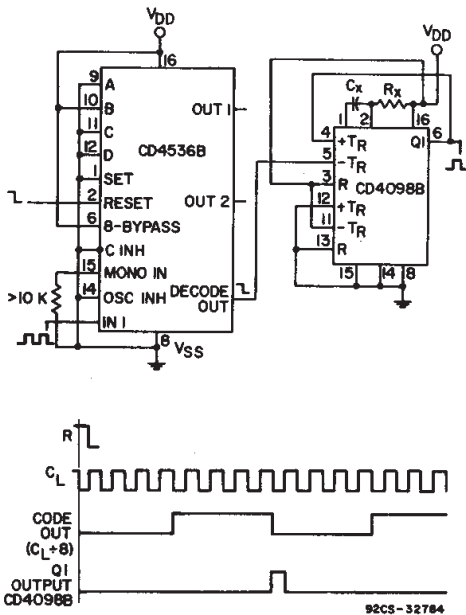 VDD
16
9 A
10 B
11 C
12 D
1 SET
2 RESET
6 8-BYPASS
C INH
15 MONO IN
14 OSC INH
IN 1
>10 K
CD4536B
OUT 1
OUT 2
DECODE
OUT
8 VSS
VDD
CX
RX
1
2
16
4 +TR
5 -TR
3 R
12 +TR
11 -TR
13 R
Q1 6
CD4098B
15
14
8
R
CL
CODE
OUT
(CL÷8)
Q1
OUTPUT
CD4098B
92CS-32784